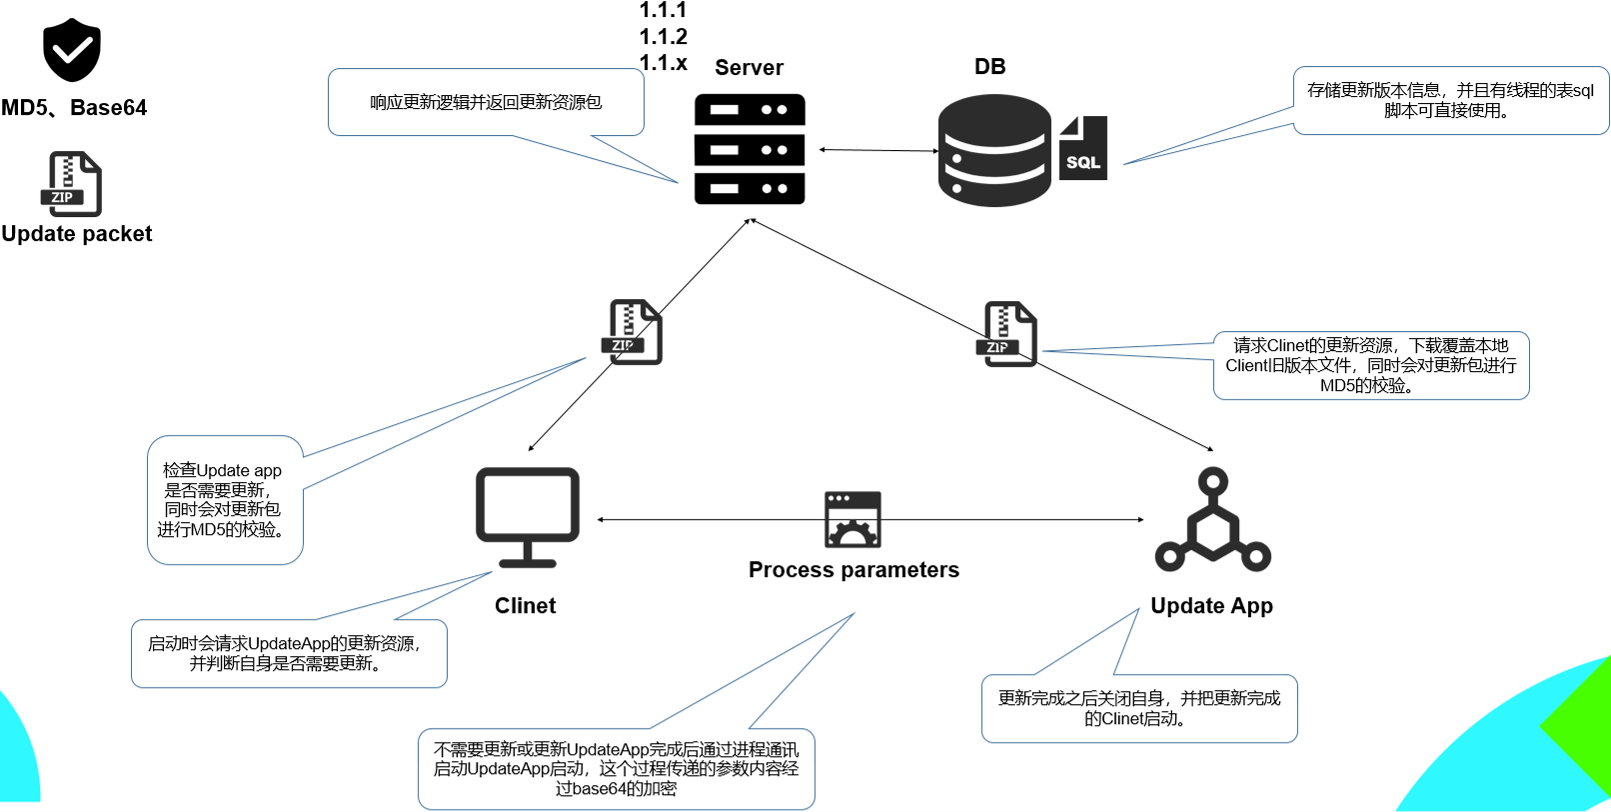 1.1.1
1.1.2
1.1.x
Server
DB
MD5、Base64
响应更新逻辑并返回更新资源包
存储更新版本信息，并且有线程的表sql
脚本可直接使用。
SQL
ZIP
Update packet
ZIP
ZIP
请求Clinet的更新资源，下载覆盖本地
Client旧版本文件，同时会对更新包进行
MD5的校验。
检查Update app
是否需要更新，
同时会对更新包
进行MD5的校验。
Process parameters
Clinet
Update App
启动时会请求UpdateApp的更新资源，
并判断自身是否需要更新。
更新完成之后关闭自身，并把更新完成
的Clinet启动。
不需要更新或更新UpdateApp完成后通过进程通讯
启动UpdateApp启动，这个过程传递的参数内容经
过base64的加密